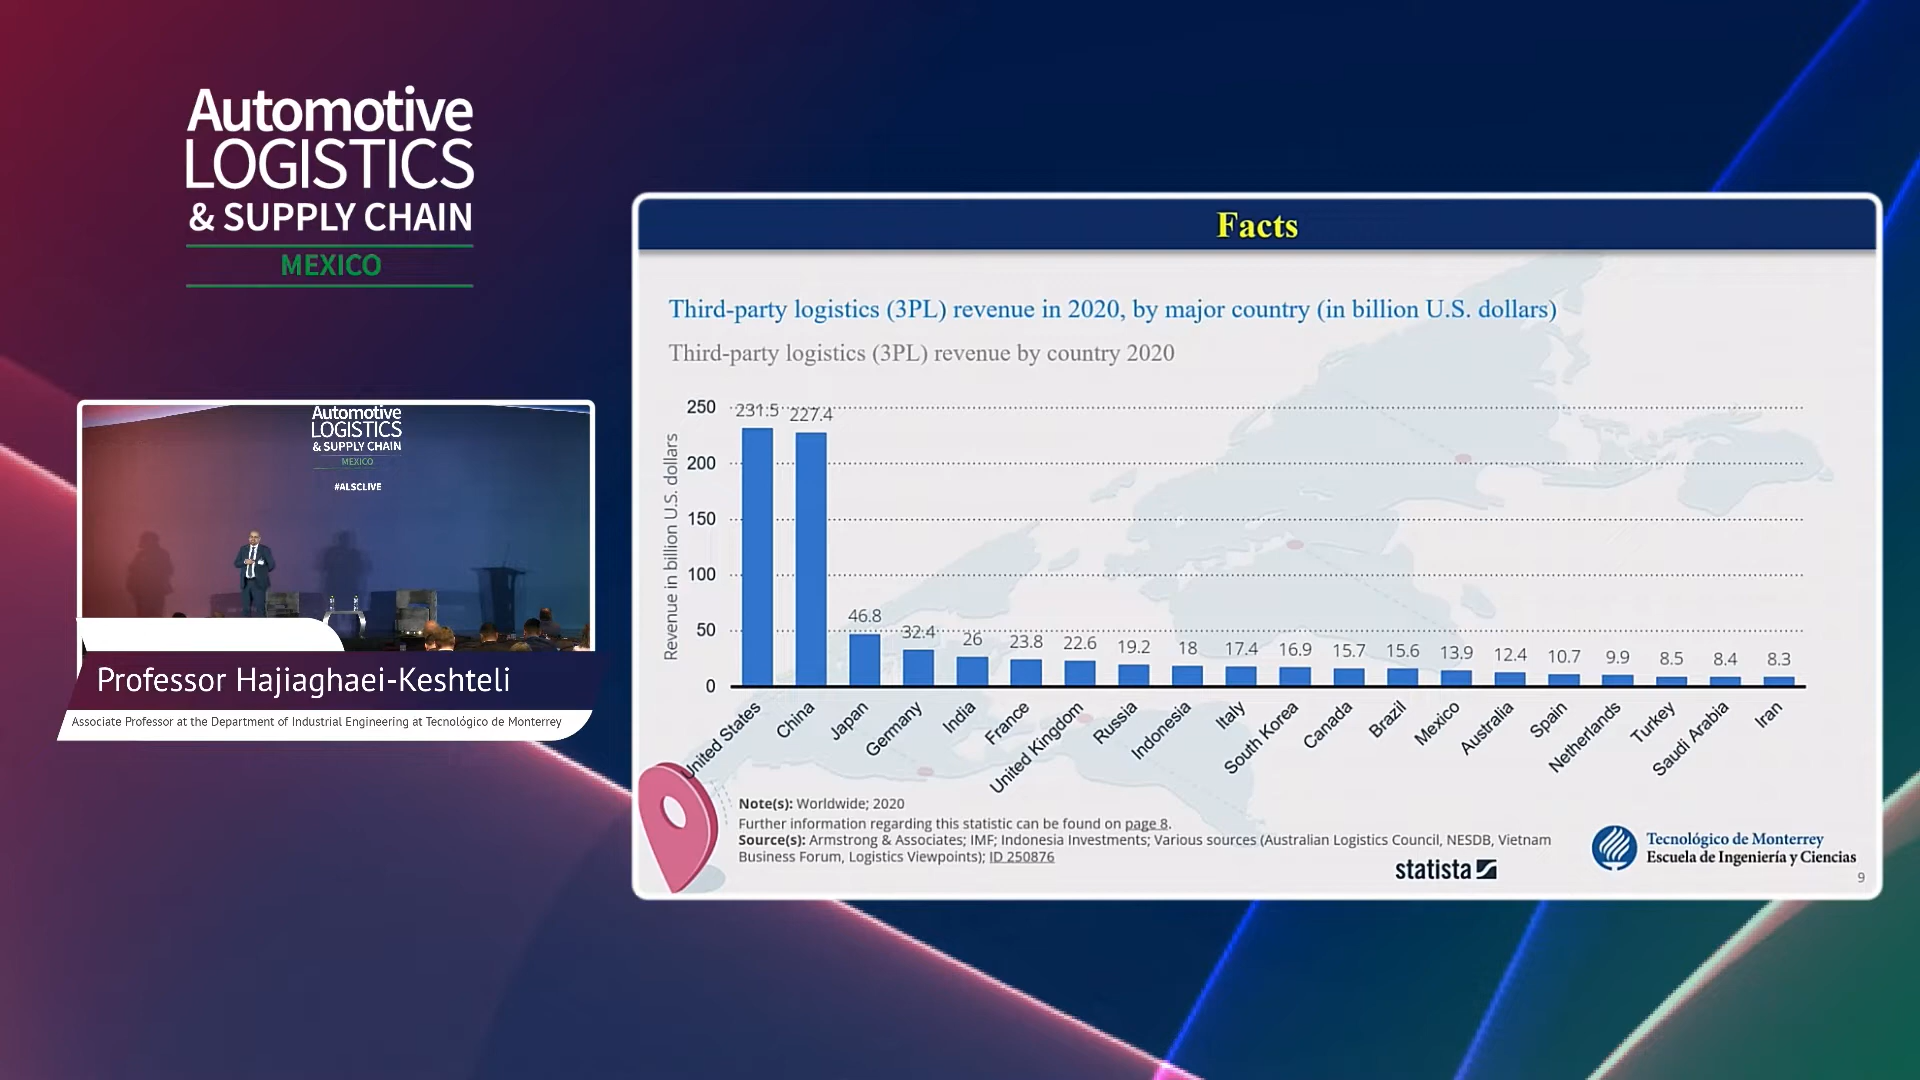 Automotive
LOGISTICS
& SUPPLY CHAIN
MEXICO
Automotive
LOGISTICS
& SUPPLY CHAIN
MEXICO
#ALSCLIVE
Professor Hajiaghaei-Keshteli
Associate Professor at the Department of Industrial Engineering at Tecnológico de Monterrey
Facts
Third-party logistics (3PL) revenue in 2020, by major country (in billion U.S. dollars)
Third-party logistics (3PL) revenue by country 2020
Revenue in billion U.S. dollars
250
200
150
100
50
0
231.5 227.4 46.8 32.4 26 23.8 22.6 19.2 18 17.4 16.9 15.7 15.6 13.9 12.4 10.7 9.9 8.5 8.4 8.3
United States China Japan Germany India France United Kingdom Russia Indonesia Italy South Korea Canada Brazil Mexico Australia Spain Netherlands Turkey Saudi Arabia Iran
Note(s): Worldwide; 2020
Further information regarding this statistic can be found on page 8.
Source(s): Armstrong & Associates; IMF; Indonesia Investments; Various sources (Australian Logistics Council, NESDB, Vietnam
Business Forum, Logistics Viewpoints); ID 250876
statista
Tecnológico de Monterrey
Escuela de Ingeniería y Ciencias
9